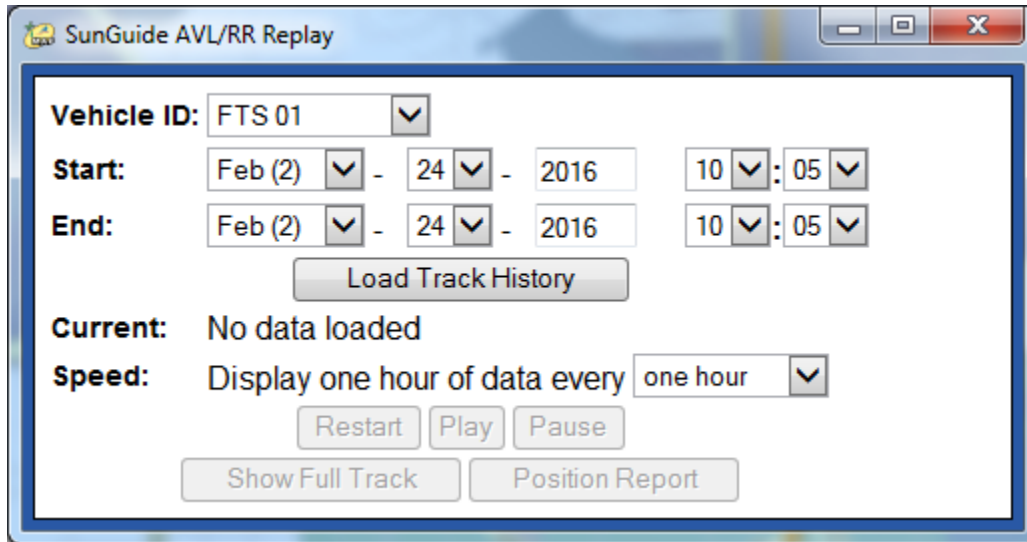 SunGuide AVL/RR Replay
Vehicle ID: FTS 01
Start: Feb (2) - 24 - 2016 10 : 05
End: Feb (2) - 24 - 2016 10 : 05
Load Track History
Current: No data loaded
Speed: Display one hour of data every one hour
Restart Play Pause
Show Full Track Position Report